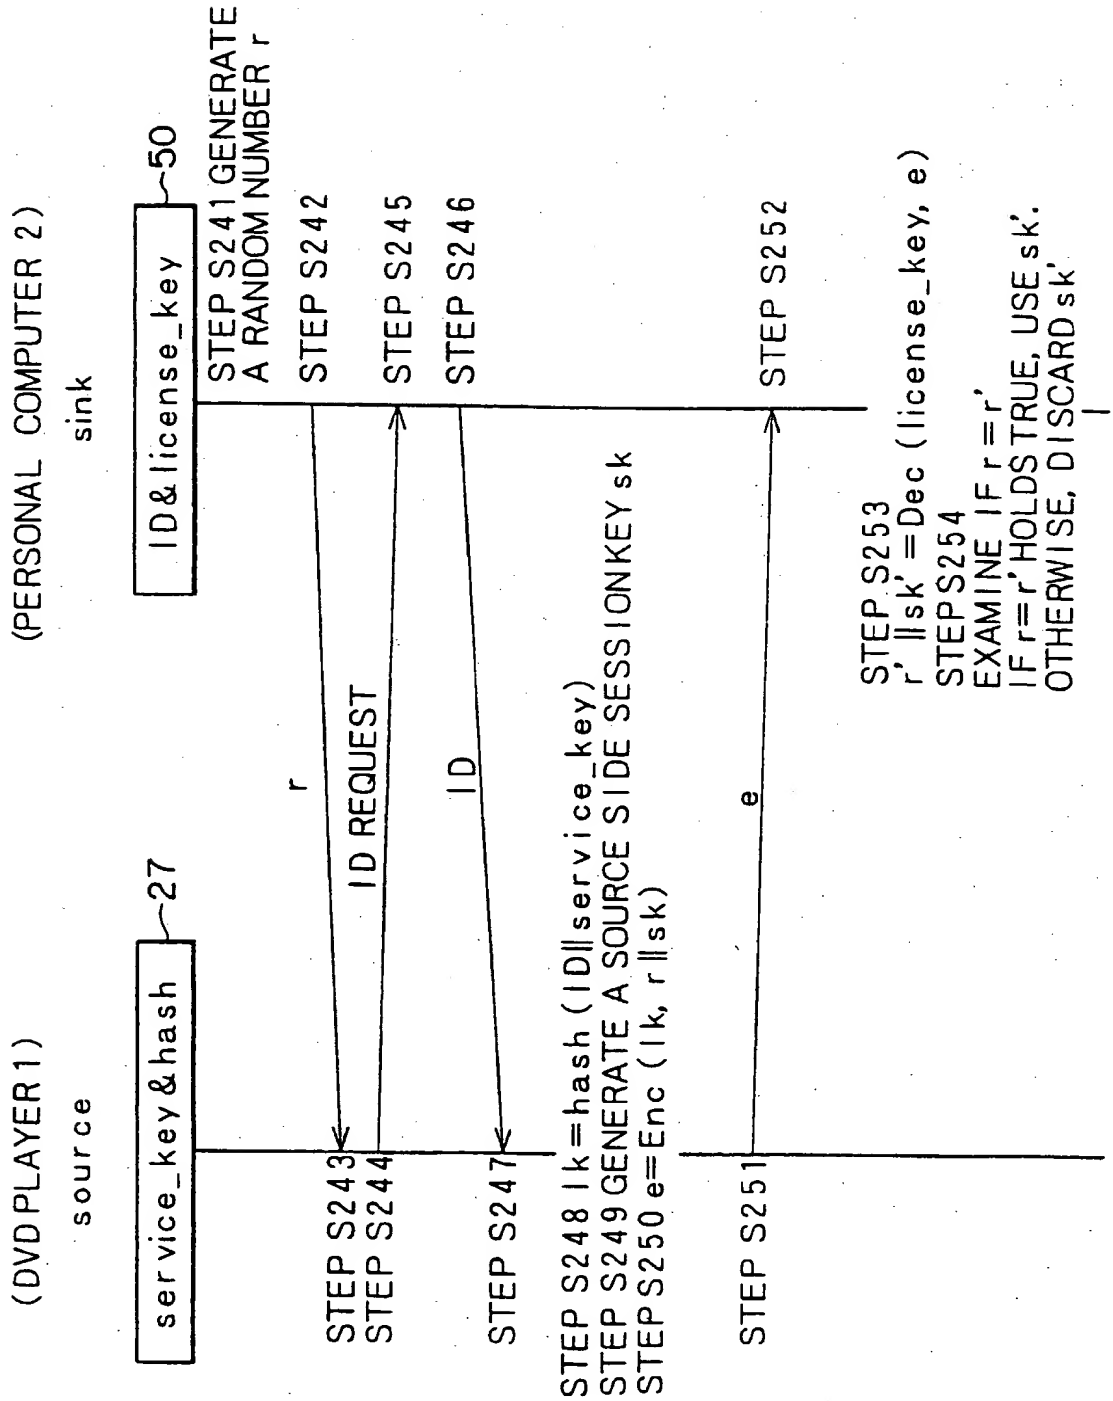 (DVD PLAYER 1)
source
service_key & hash
27
(PERSONAL COMPUTER 2)
sink
ID & license_key
50
STEP S241 GENERATE
A RANDOM NUMBER r
STEP S242
r
STEP S243
STEP S244
ID REQUEST
STEP S245
STEP S246
ID
STEP S247
STEP S248 lk=hash (ID||service_key)
STEP S249 GENERATE A SOURCE SIDE SESSION KEY sk
STEP S250 e=Enc (lk, r||sk)
STEP S251
e
STEP S252
STEP S253
r' ||sk' =Dec (license_key, e)
STEP S254
EXAMINE IF r=r'
IF r=r' HOLDS TRUE, USE sk'.
OTHERWISE, DISCARD sk'